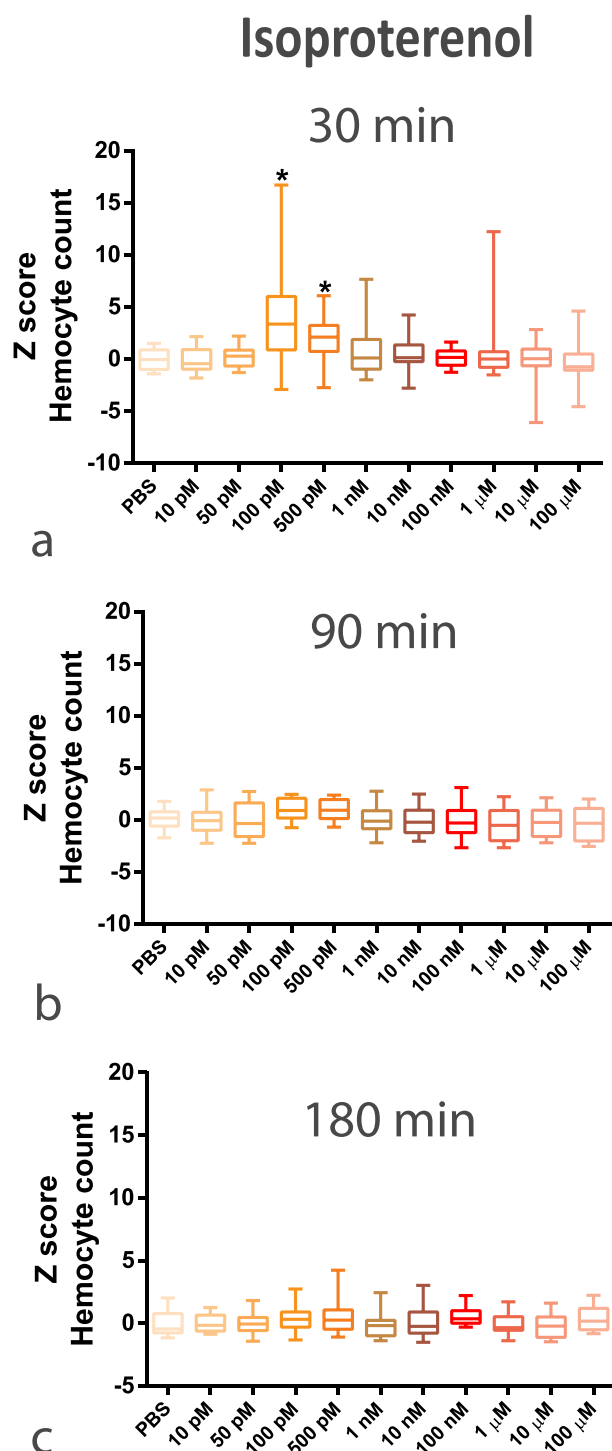 Isoproterenol
30 min
Z score
Hemocyte count
20
15
10
5
0
-5
-10
*
*
PBS
10 pM
50 pM
100 pM
500 pM
1 nM
10 nM
100 nM
1 μM
10 μM
100 μM
a
90 min
Z score
Hemocyte count
20
15
10
5
0
-5
-10
PBS
10 pM
50 pM
100 pM
500 pM
1 nM
10 nM
100 nM
1 μM
10 μM
100 μM
b
180 min
Z score
Hemocyte count
20
15
10
5
0
-5
PBS
10 pM
50 pM
100 pM
500 pM
1 nM
10 nM
100 nM
1 μM
10 μM
100 μM
c